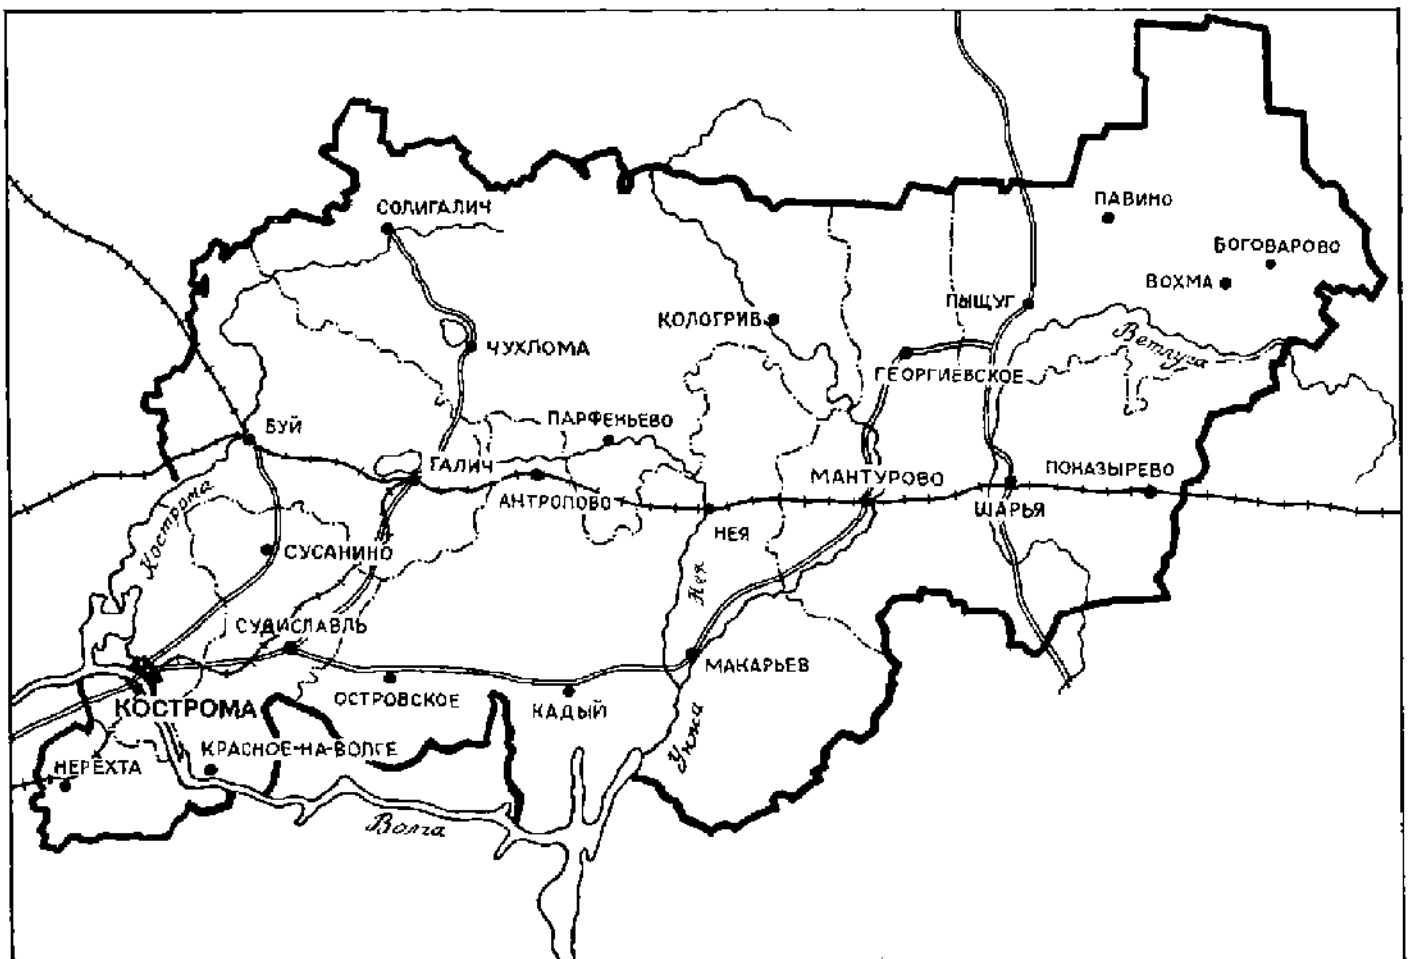 ПАВИНО
СОЛИГАЛИЧ
БОГОВАРОВО
ВОХМА
ПЫЩУГ
КОЛОГРИВ
Ветлуга
ЧУХЛОМА
ГЕОРГИЕВСКОЕ
ПАРФЕНЬЕВО
БУЙ
ГАЛИЧ
ПОНАЗЫРЕВО
МАНТУРОВО
Кострома
АНТРОПОВО
ШАРЬЯ
НЕЯ
СУСАНИНО
Нея
СУДИСЛАВЛЬ
МАКАРЬЕВ
ОСТРОВСКОЕ
КОСТРОМА
КАДЫЙ
Унжа
КРАСНОЕ-НА-ВОЛГЕ
НЕРЕХТА
Волга